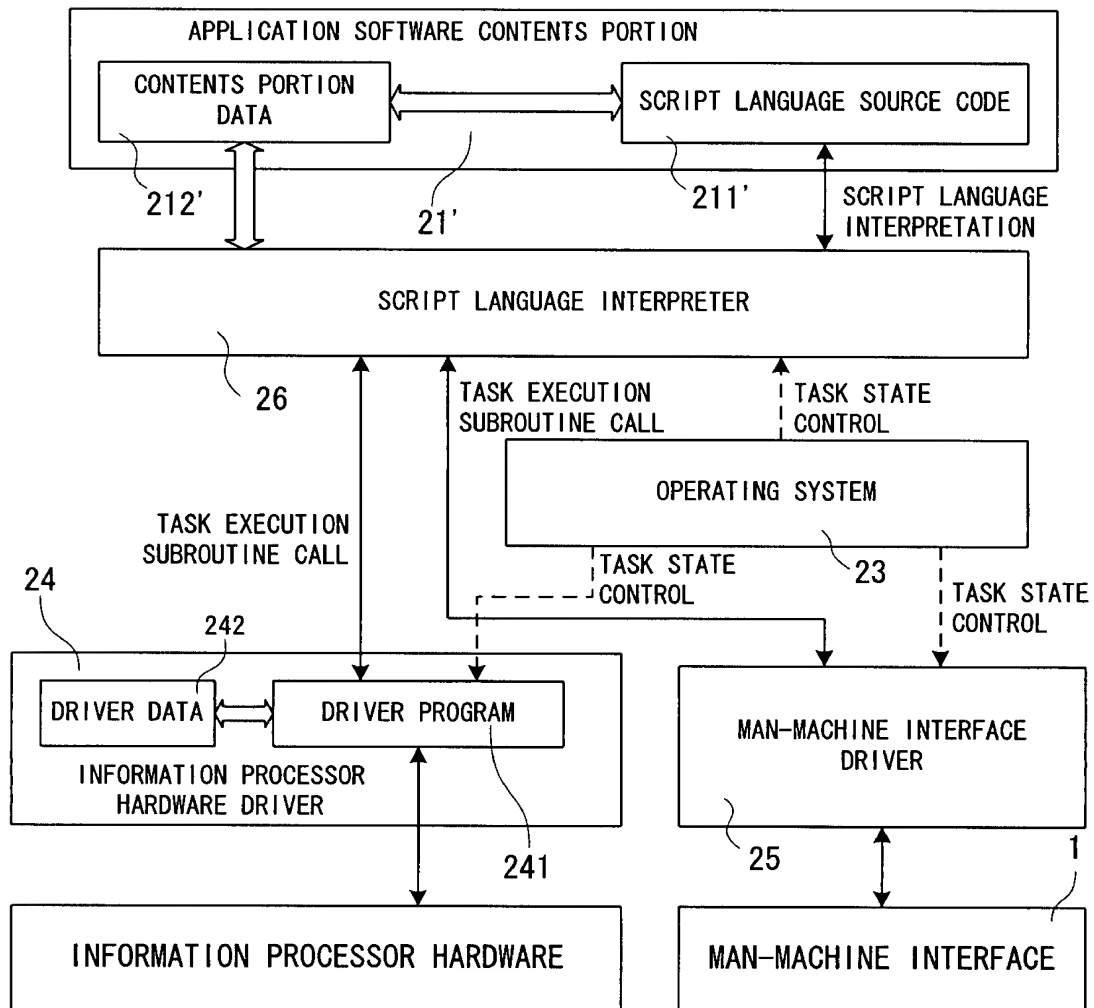 APPLICATION SOFTWARE CONTENTS PORTION
CONTENTS PORTION
DATA
SCRIPT LANGUAGE SOURCE CODE
212'
21'
211'
SCRIPT LANGUAGE
INTERPRETATION
SCRIPT LANGUAGE INTERPRETER
26
TASK EXECUTION
SUBROUTINE CALL
TASK STATE
CONTROL
OPERATING SYSTEM
TASK EXECUTION
SUBROUTINE CALL
23
TASK STATE
CONTROL
TASK STATE
CONTROL
24
242
DRIVER DATA
DRIVER PROGRAM
INFORMATION PROCESSOR
HARDWARE DRIVER
241
MAN-MACHINE INTERFACE
DRIVER
25
1
INFORMATION PROCESSOR HARDWARE
MAN-MACHINE INTERFACE